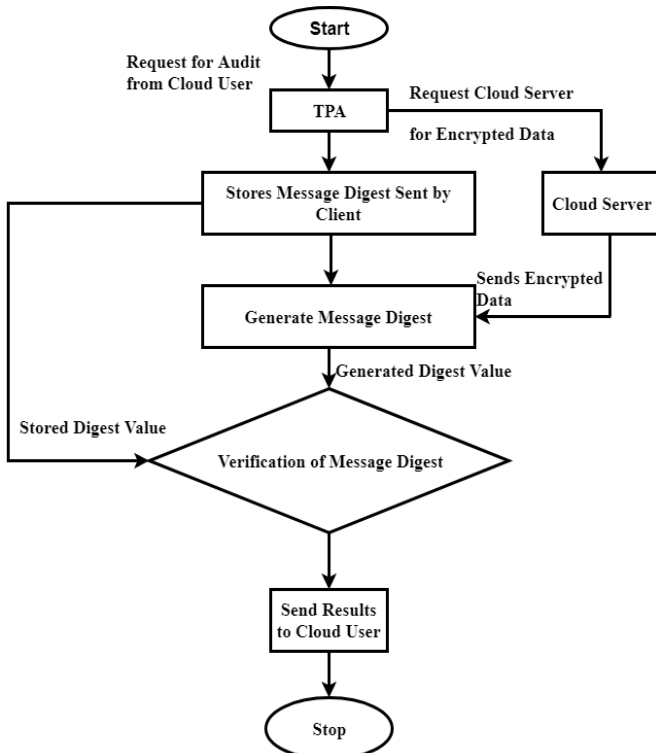 Start
Request for Audit
from Cloud User
TPA
Request Cloud Server
for Encrypted Data
Stores Message Digest Sent by
Client
Cloud Server
Sends Encrypted
Data
Generate Message Digest
Generated Digest Value
Stored Digest Value
Verification of Message Digest
Send Results
to Cloud User
Stop